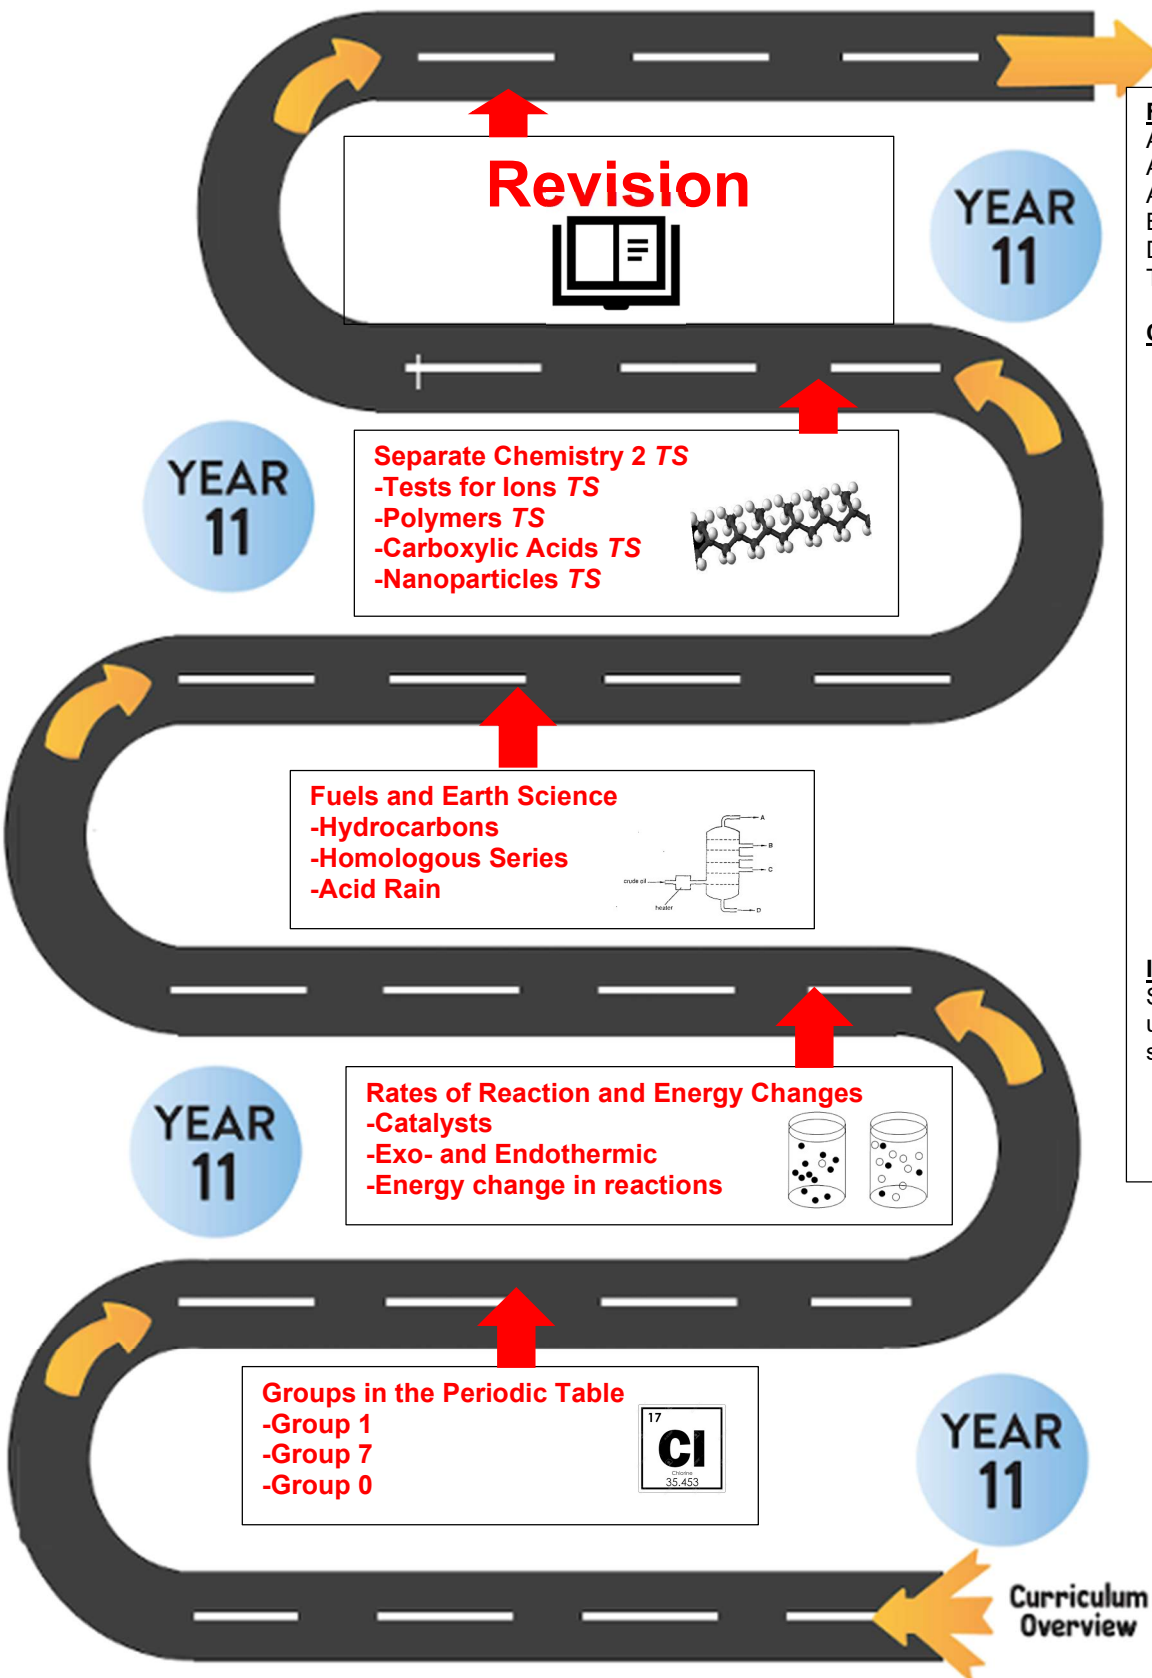 Revision
YEAR
11
Separate Chemistry 2 TS
-Tests for Ions TS
-Polymers TS
-Carboxylic Acids TS
-Nanoparticles TS
YEAR
11
Fuels and Earth Science
-Hydrocarbons
-Homologous Series
-Acid Rain
A
B
C
D
crude oil
heater
Rates of Reaction and Energy Changes
-Catalysts
-Exo- and Endothermic
-Energy change in reactions
YEAR
11
Groups in the Periodic Table
-Group 1
-Group 7
-Group 0
17
Cl
Chlorine
35.453
YEAR
11
Curriculum
Overview